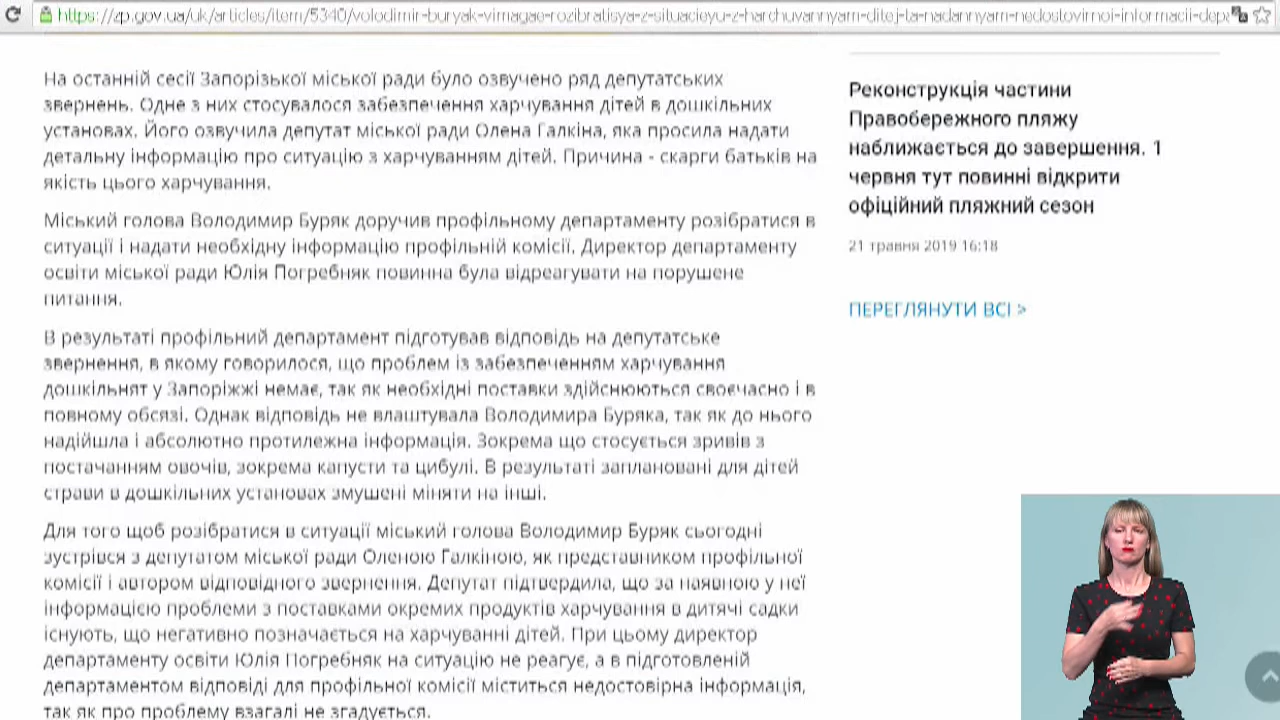 https://zp.gov.ua/uk/articles/item/5340/volodimir-buryak-vimagae-rozibratisya-z-situacieyu-z-harchuvannyam-ditej-ta-nadannyam-nedostovirnoi-informacii-depa
На останній сесії Запорізької міської ради було озвучено ряд депутатських
звернень. Одне з них стосувалося забезпечення харчування дітей в дошкільних
установах. Його озвучила депутат міської ради Олена Галкіна, яка просила надати
детальну інформацію про ситуацію з харчуванням дітей. Причина - скарги батьків на
якість цього харчування.
Міський голова Володимир Буряк доручив профільному департаменту розібратися в
ситуації і надати необхідну інформацію профільній комісії. Директор департаменту
освіти міської ради Юлія Погребняк повинна була відреагувати на порушене
питання.
В результаті профільний департамент підготував відповідь на депутатське
звернення, в якому говорилося, що проблем із забезпеченням харчування
дошкільнят у Запоріжжі немає, так як необхідні поставки здійснюються своєчасно і в
повному обсязі. Однак відповідь не влаштувала Володимира Буряка, так як до нього
надійшла і абсолютно протилежна інформація. Зокрема що стосується зривів з
постачанням овочів, зокрема капусти та цибулі. В результаті заплановані для дітей
страви в дошкільних установах змушені міняти на інші.
Для того щоб розібратися в ситуації міський голова Володимир Буряк сьогодні
зустрівся з депутатом міської ради Оленою Галкіною, як представником профільної
комісії і автором відповідного звернення. Депутат підтвердила, що за наявною у неї
інформацією проблеми з поставками окремих продуктів харчування в дитячі садки
існують, що негативно позначається на харчуванні дітей. При цьому директор
департаменту освіти Юлія Погребняк на ситуацію не реагує, а в підготовленій
департаментом відповіді для профільної комісії міститься недостовірна інформація,
так як про проблему взагалі не згадується.
Реконструкція частини
Правобережного пляжу
наближається до завершення. 1
червня тут повинні відкрити
офіційний пляжний сезон
21 травня 2019 16:18
ПЕРЕГЛЯНУТИ ВСІ >